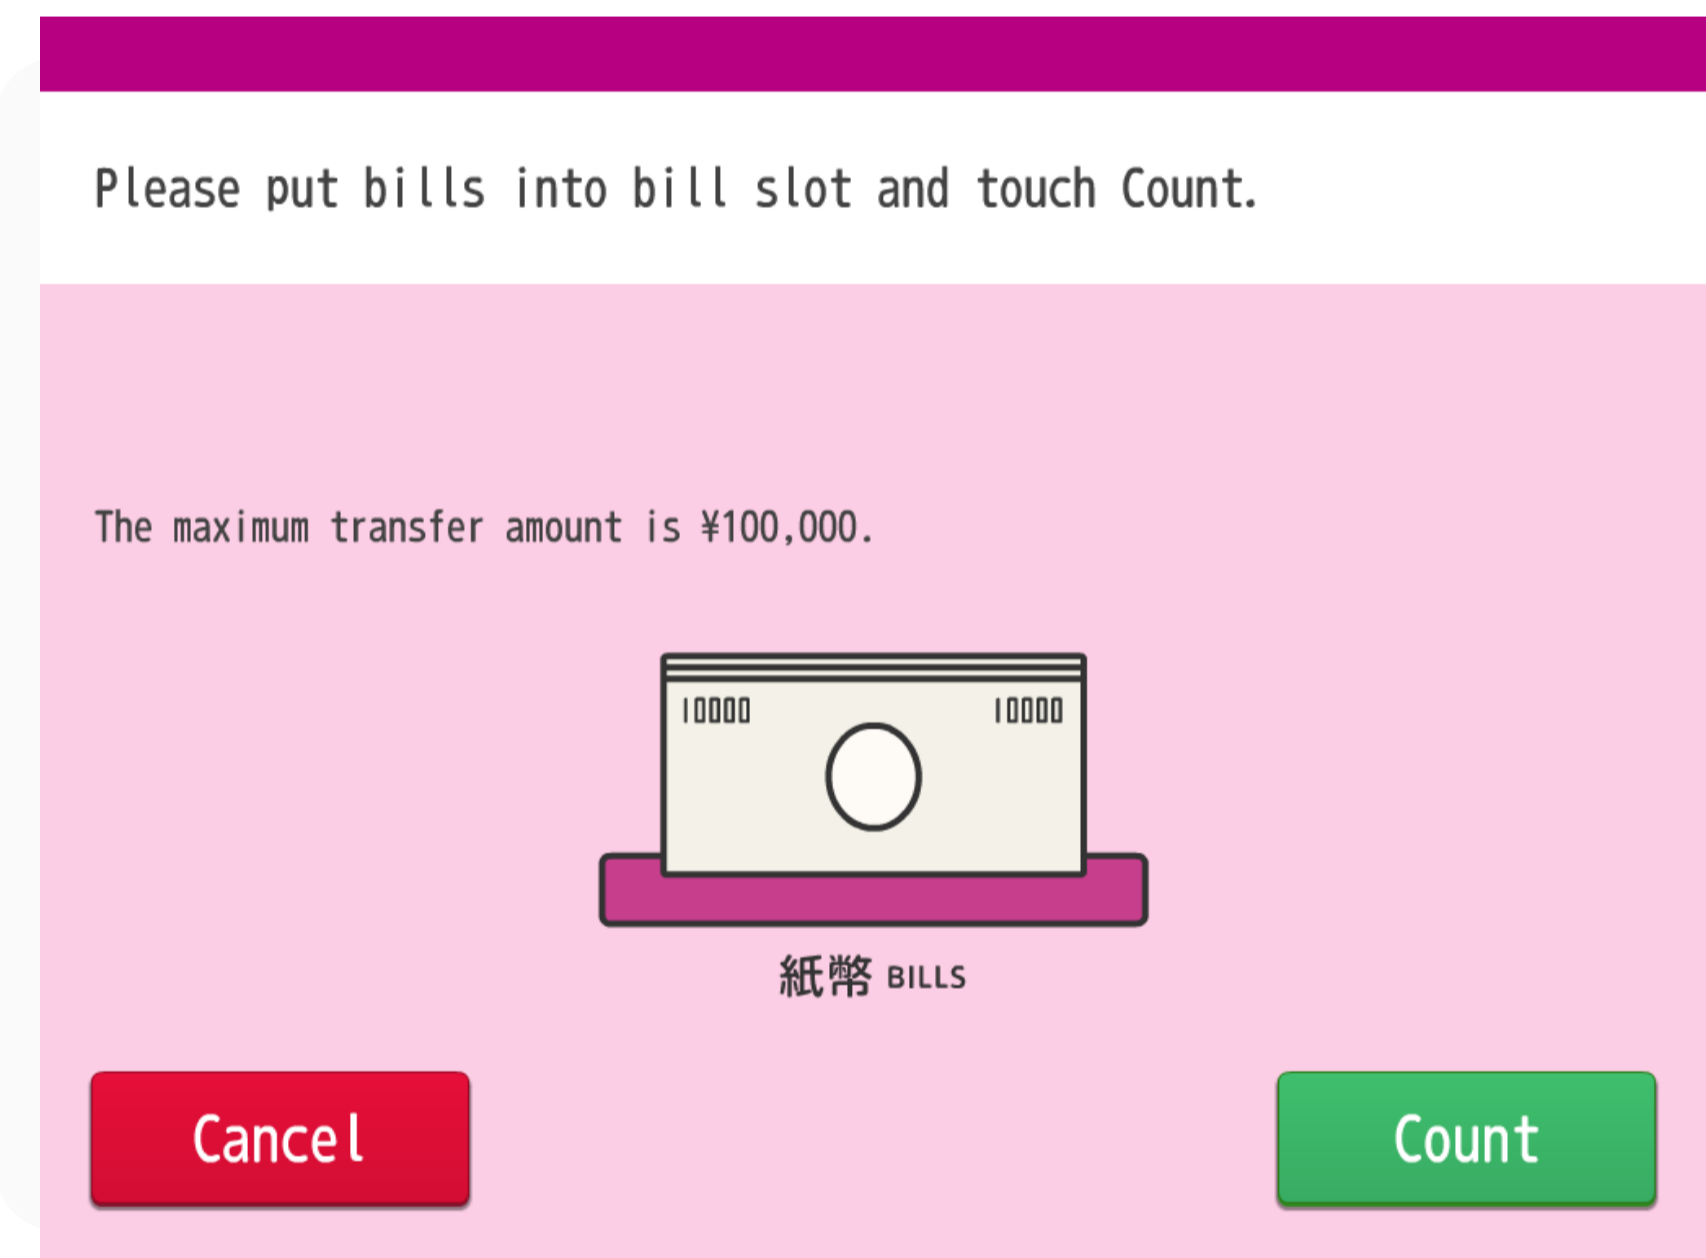 Please put bills into bill slot and touch Count.
The maximum transfer amount is ¥100,000.
10000 10000
紙幣 BILLS
Cancel Count